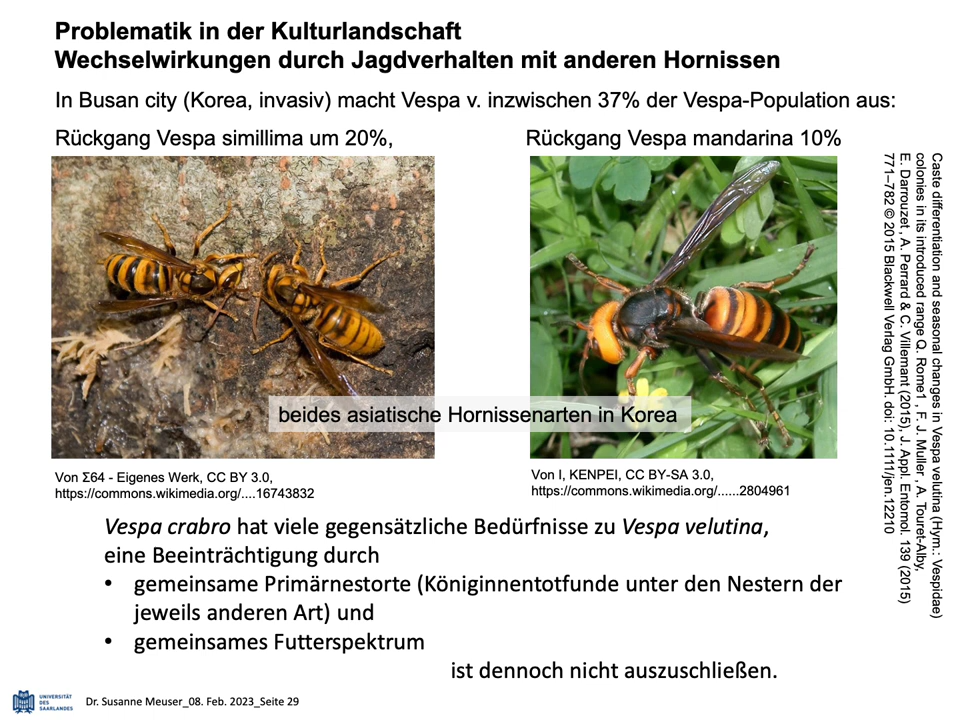 Problematik in der Kulturlandschaft
Wechselwirkungen durch Jagdverhalten mit anderen Hornissen
In Busan city (Korea, invasiv) macht Vespa v. inzwischen 37% der Vespa-Population aus:
Rückgang Vespa simillima um 20%,
Rückgang Vespa mandarina 10%
beides asiatische Hornissenarten in Korea
Von Σ64 - Eigenes Werk, CC BY 3.0,
https://commons.wikimedia.org/....16743832
Von I, KENPEI, CC BY-SA 3.0,
https://commons.wikimedia.org/......2804961
Caste differentiation and seasonal changes in Vespa velutina (Hym.: Vespidae)
colonies in its introduced range Q. Rome1 , F. J. Muller , A. Touret-Alby,
E. Darrouzet , A. Perrard & C. Villemant (2015), J. Appl. Entomol. 139 (2015)
771–782 © 2015 Blackwell Verlag GmbH. doi: 10.1111/jen.12210
Vespa crabro hat viele gegensätzliche Bedürfnisse zu Vespa velutina,
eine Beeinträchtigung durch
• gemeinsame Primärnestorte (Königinnentotfunde unter den Nestern der
jeweils anderen Art) und
• gemeinsames Futterspektrum
ist dennoch nicht auszuschließen.
UNIVERSITÄT
DES
SAARLANDES
Dr. Susanne Meuser_08. Feb. 2023_Seite 29